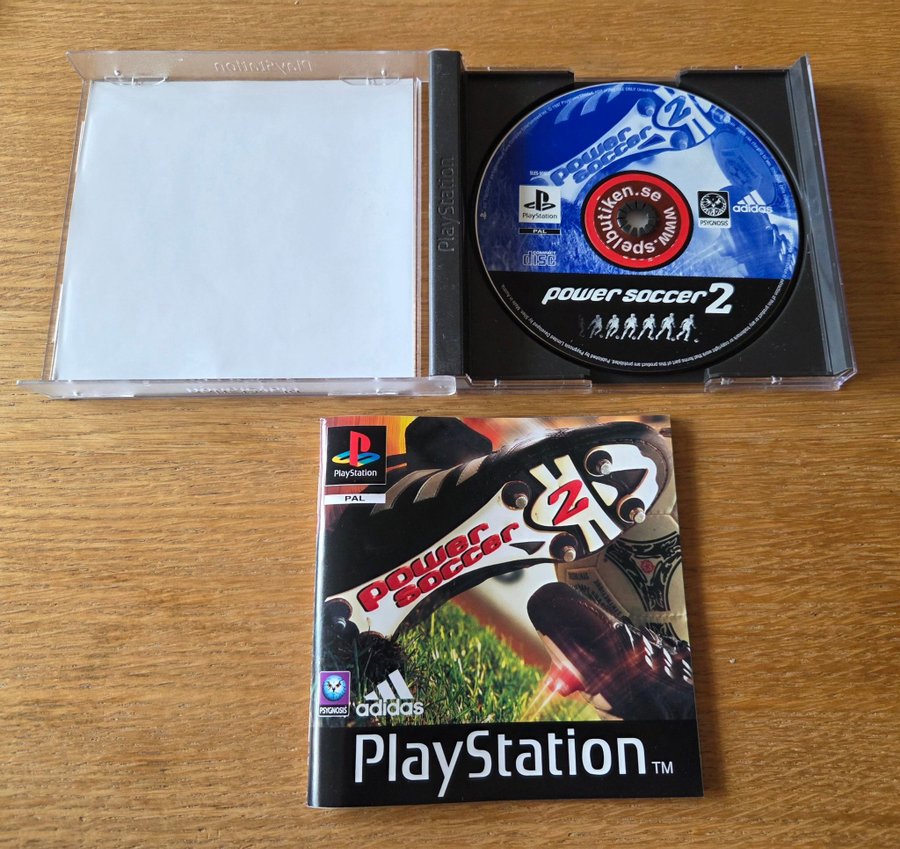 PlayStation
PlayStation
power
soccer
2
PlayStation
PAL
www.spelbutiken.se
PSYGNOSIS
adidas
COMPACT
disc
power soccer 2
PlayStation
PAL
2
power
soccer
PSYGNOSIS
adidas
PlayStation™